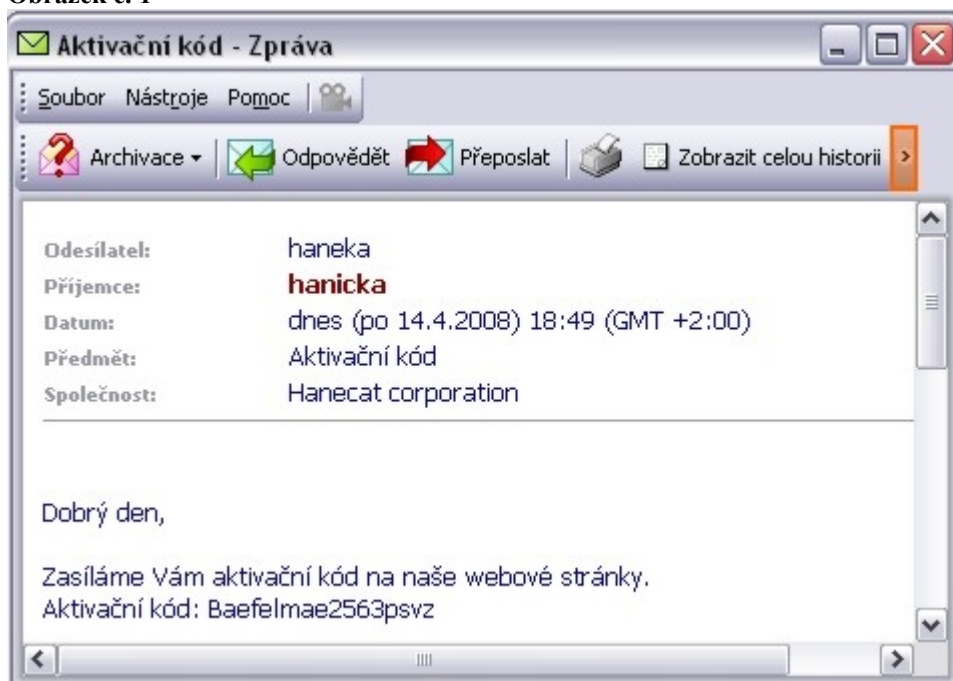 Aktivační kód - Zpráva
Soubor Nástroje Pomoc
Archivace Odpovědět Přeposlat Zobrazit celou historii
Odesílatel: haneka
Příjemce: hanicka
Datum: dnes (po 14.4.2008) 18:49 (GMT +2:00)
Předmět: Aktivační kód
Společnost: Hanecat corporation
Dobrý den,
Zasíláme Vám aktivační kód na naše webové stránky.
Aktivační kód: Baefelmae2563psvz